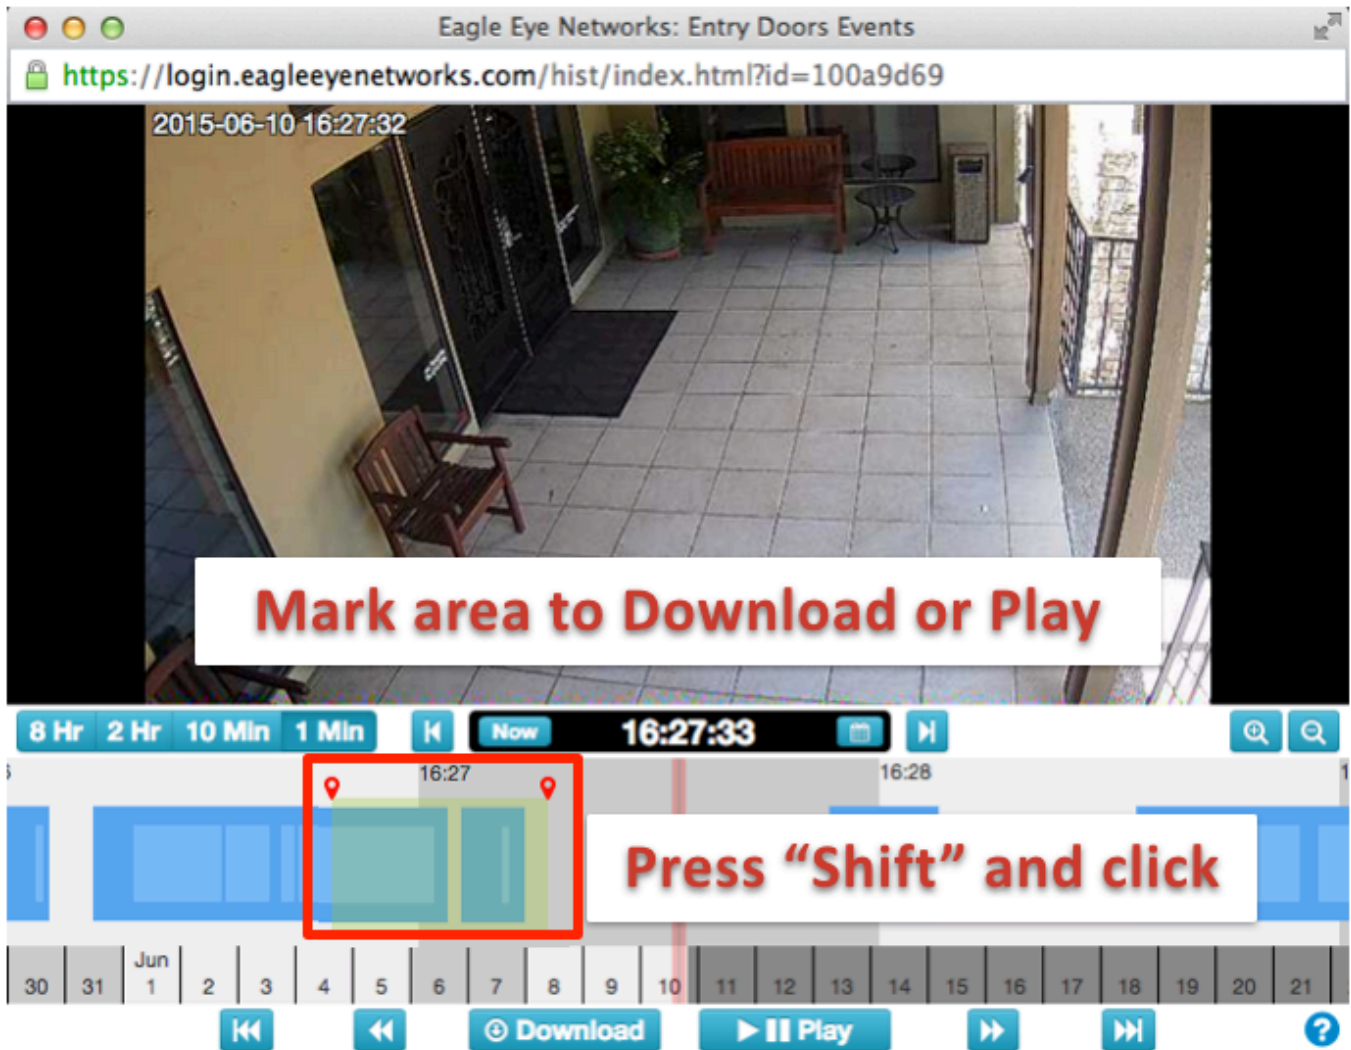 Eagle Eye Networks: Entry Doors Events
https://login.eagleeyenetworks.com/hist/index.html?id=100a9d69
2015-06-10 16:27:32
Mark area to Download or Play
8 Hr 2 Hr 10 Min 1 Min Now 16:27:33
16:27 16:28
Press “Shift” and click
Jun
30 31 1 2 3 4 5 6 7 8 9 10 11 12 13 14 15 16 17 18 19 20 21
Download Play ?